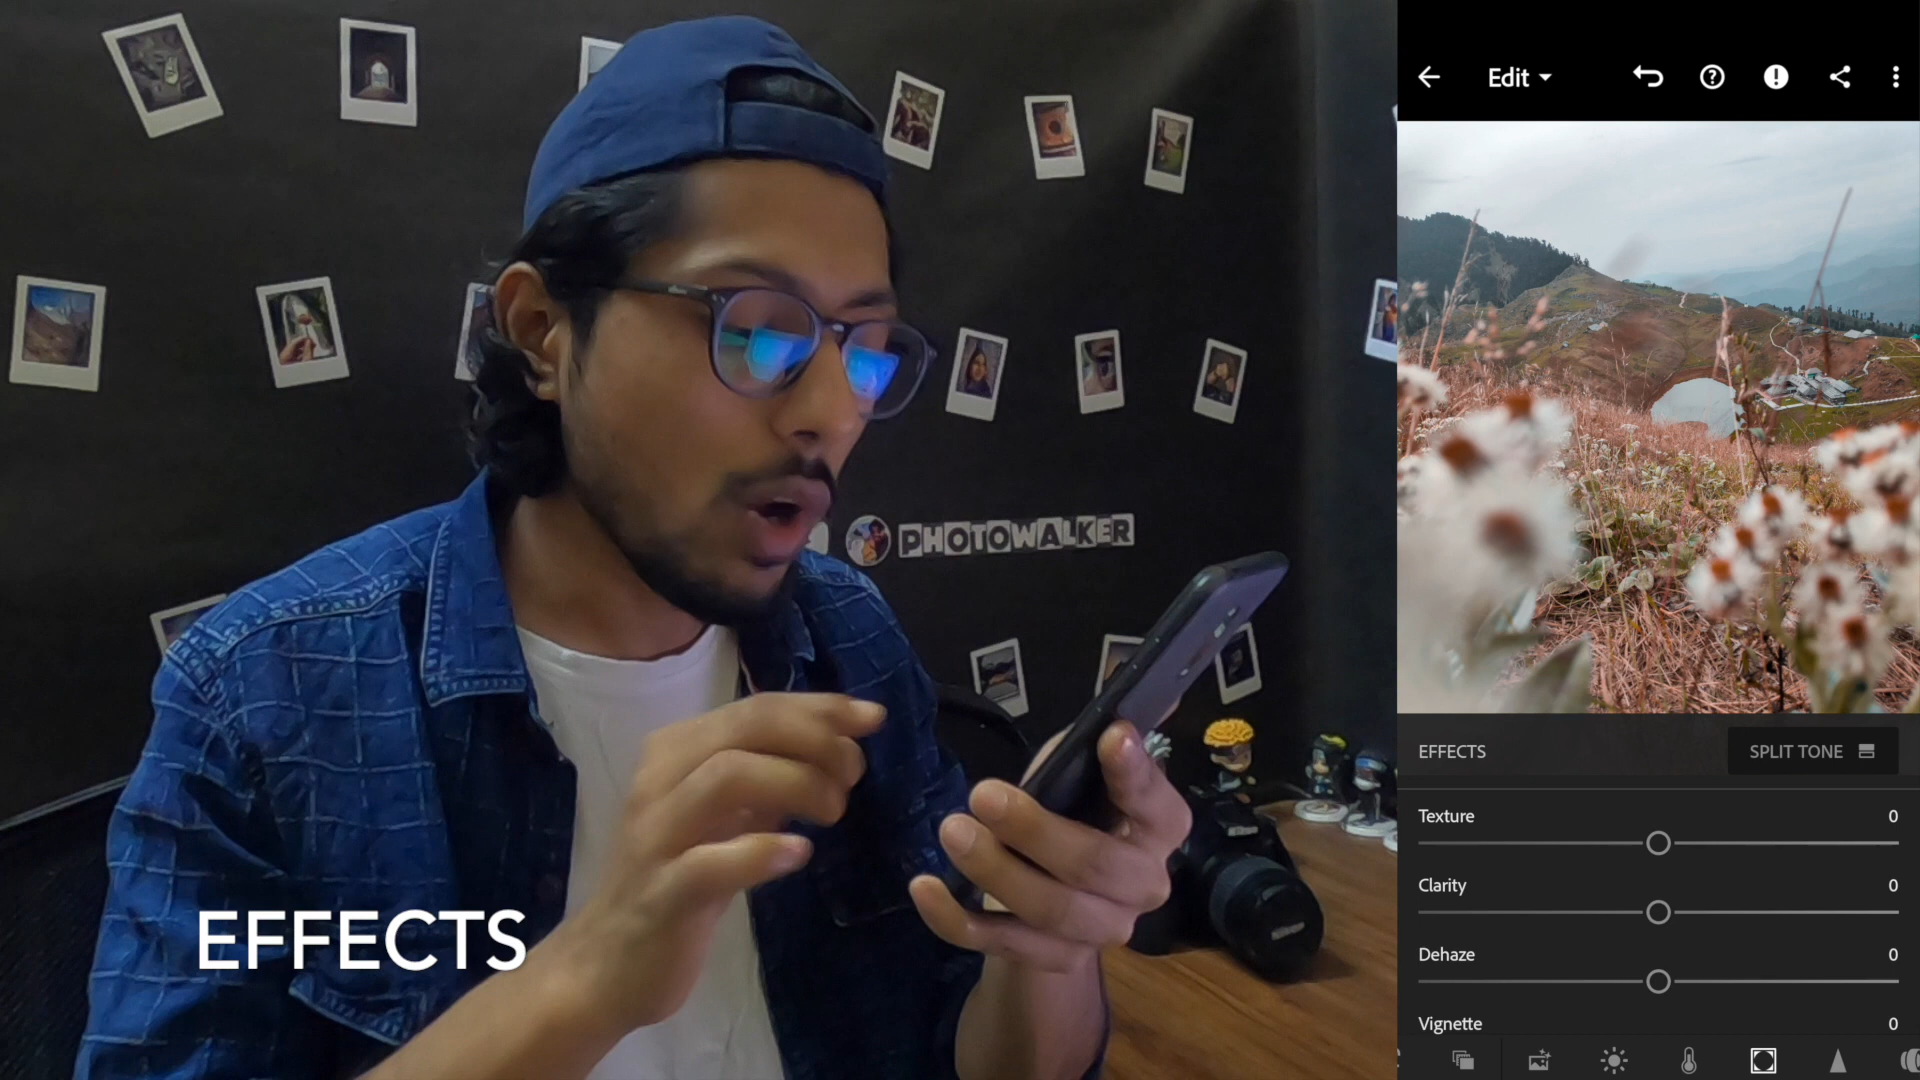 Edit
PHOTOWALKER
EFFECTS
SPLIT TONE
Texture 0
Clarity 0
Dehaze 0
Vignette 0
EFFECTS